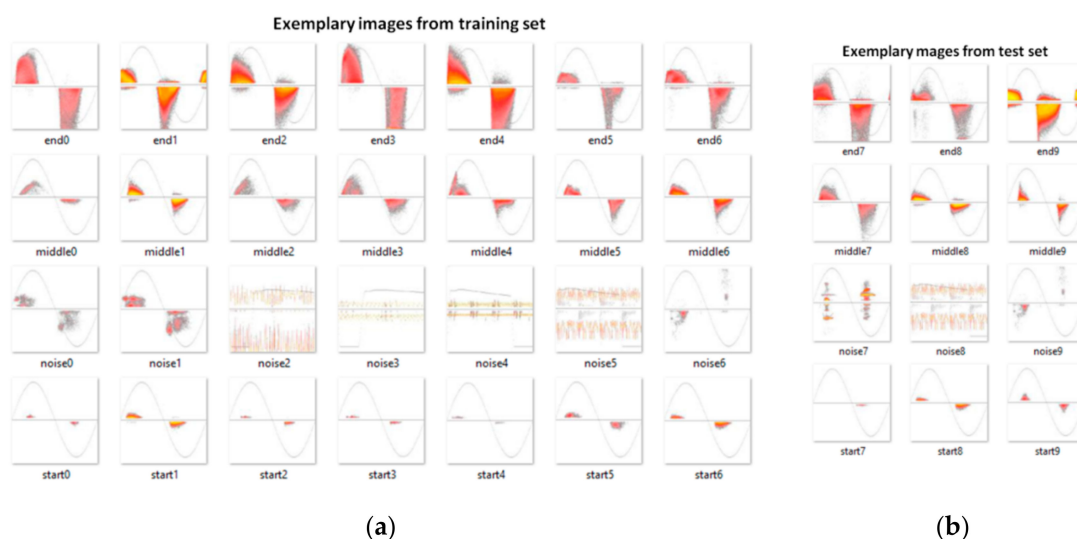 Exemplary images from training set
end0 end1 end2 end3 end4 end5 end6
middle0 middle1 middle2 middle3 middle4 middle5 middle6
noise0 noise1 noise2 noise3 noise4 noise5 noise6
start0 start1 start2 start3 start4 start5 start6
(a)
Exemplary mages from test set
end7 end8 end9
middle7 middle8 middle9
noise7 noise8 noise9
start7 start8 start9
(b)